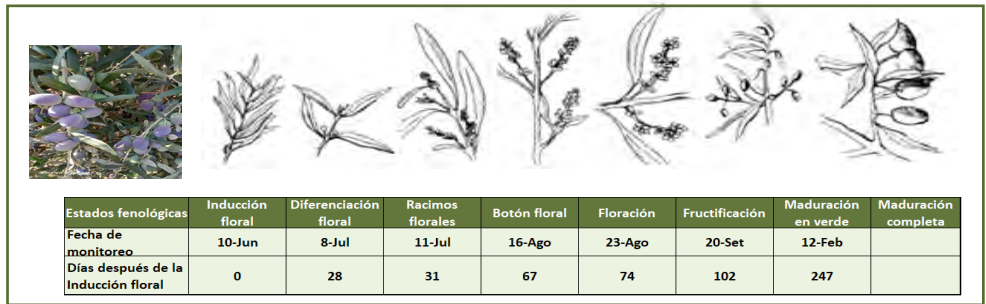 Estados fenológicos Inducción floral Diferenciación floral Racimos florales Botón floral Floración Fructificación Maduración en verde Maduración completa
Fecha de monitoreo 10-Jun 8-Jul 11-Jul 16-Ago 23-Ago 20-Set 12-Feb
Días después de la Inducción floral 0 28 31 67 74 102 247